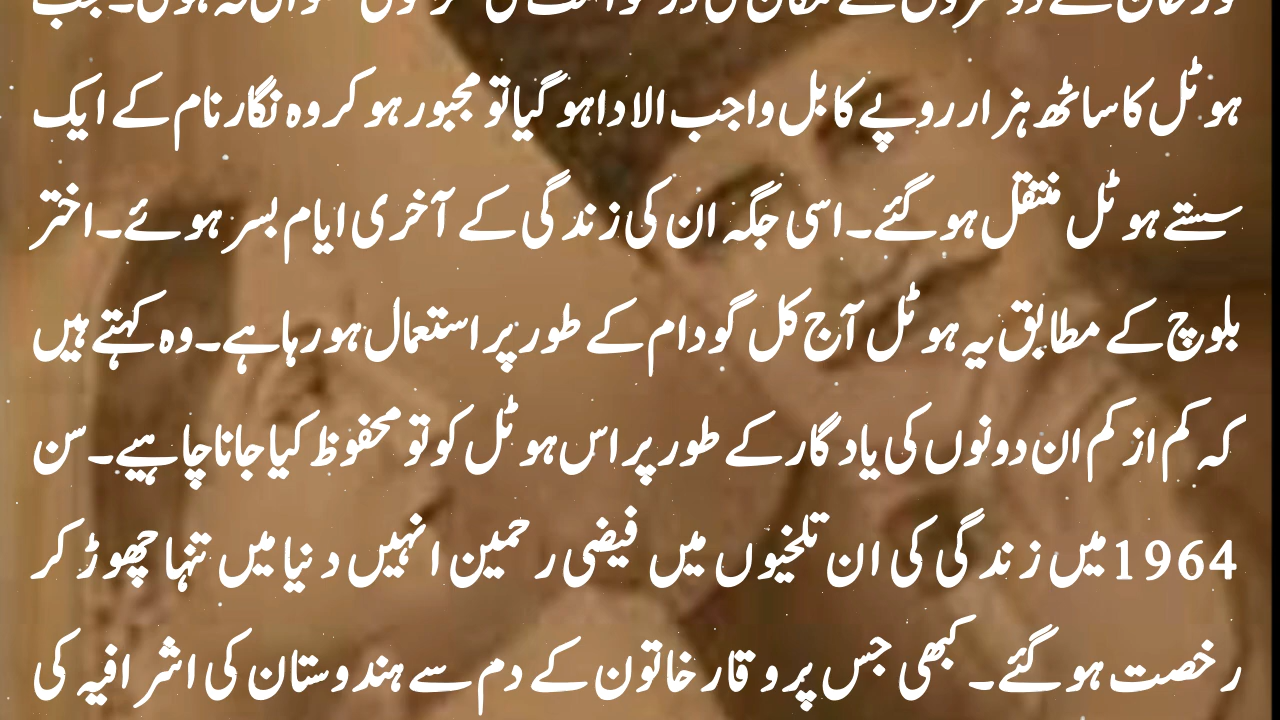 ہوٹل کا ساٹھ ہزار روپے کا بل واجب الادا ہو گیا تو مجبور ہو کر وہ نگار نام کے ایک
سستے ہوٹل منتقل ہو گئے۔ اسی جگہ ان کی زندگی کے آخری ایام بسر ہوئے۔ اختر
بلوچ کے مطابق یہ ہوٹل آج کل گودام کے طور پر استعمال ہو رہا ہے۔ وہ کہتے ہیں
کہ کم از کم ان دونوں کی یادگار کے طور پر اس ہوٹل کو تو محفوظ کیا جانا چاہیے۔ سن
1964 میں زندگی کی ان تلخیوں میں فیضی رحمین انہیں دنیا میں تنہا چھوڑ کر
رخصت ہو گئے۔ کبھی جس پر وقار خاتون کے دم سے ہندوستان کی اشرافیہ کی